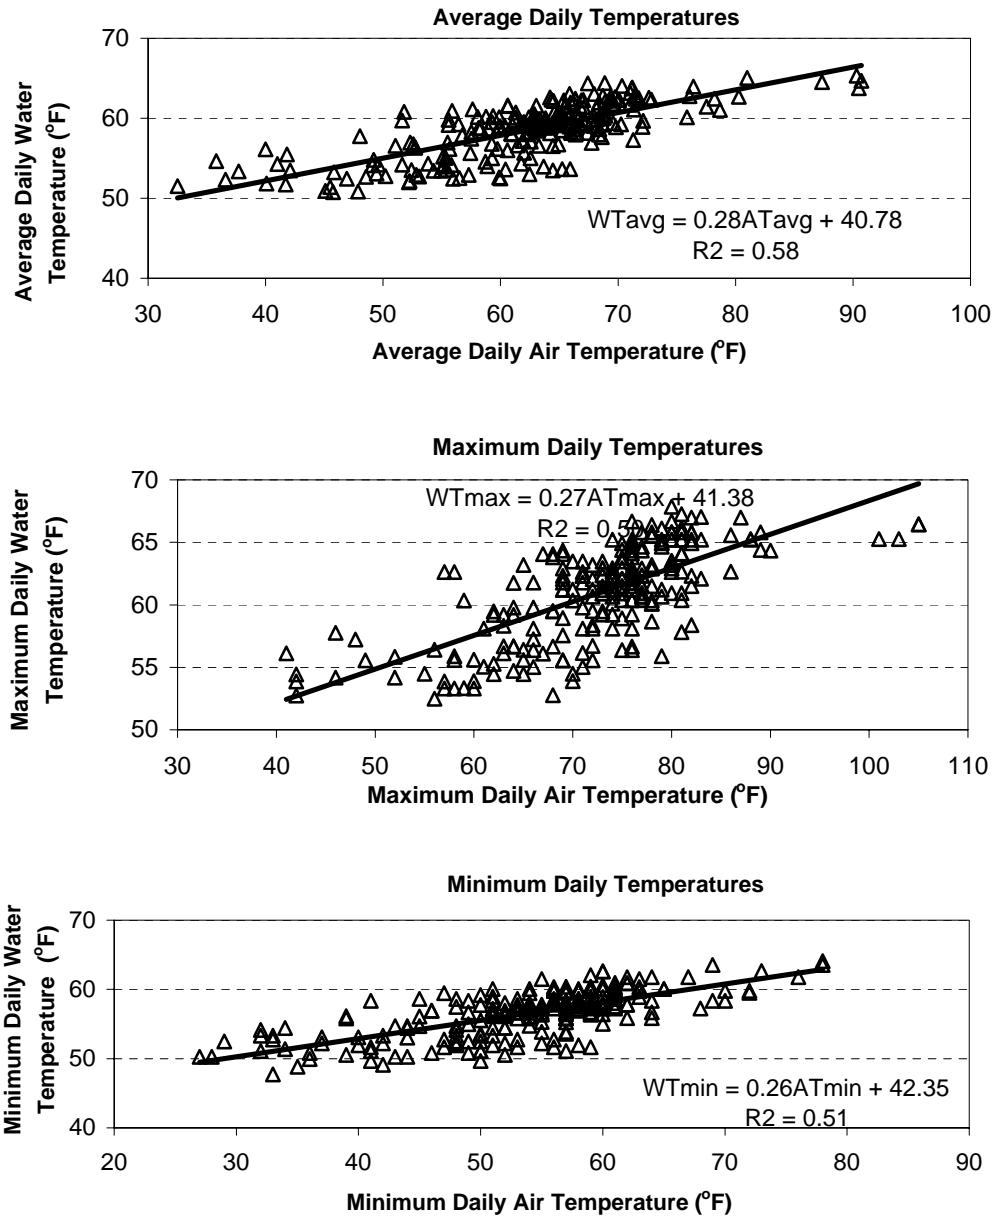 Average Daily Temperatures
70
60
50
40
Average Daily Water
Temperature (°F)
WTavg = 0.28ATavg + 40.78
R2 = 0.58
30 40 50 60 70 80 90 100
Average Daily Air Temperature (°F)
Maximum Daily Temperatures
70
65
60
55
50
Maximum Daily Water
Temperature (°F)
WTmax = 0.27ATmax + 41.38
R2 =
30 40 50 60 70 80 90 100 110
Maximum Daily Air Temperature (°F)
Minimum Daily Temperatures
70
60
50
40
Minimum Daily Water
Temperature (°F)
WTmin = 0.26ATmin + 42.35
R2 = 0.51
20 30 40 50 60 70 80 90
Minimum Daily Air Temperature (°F)